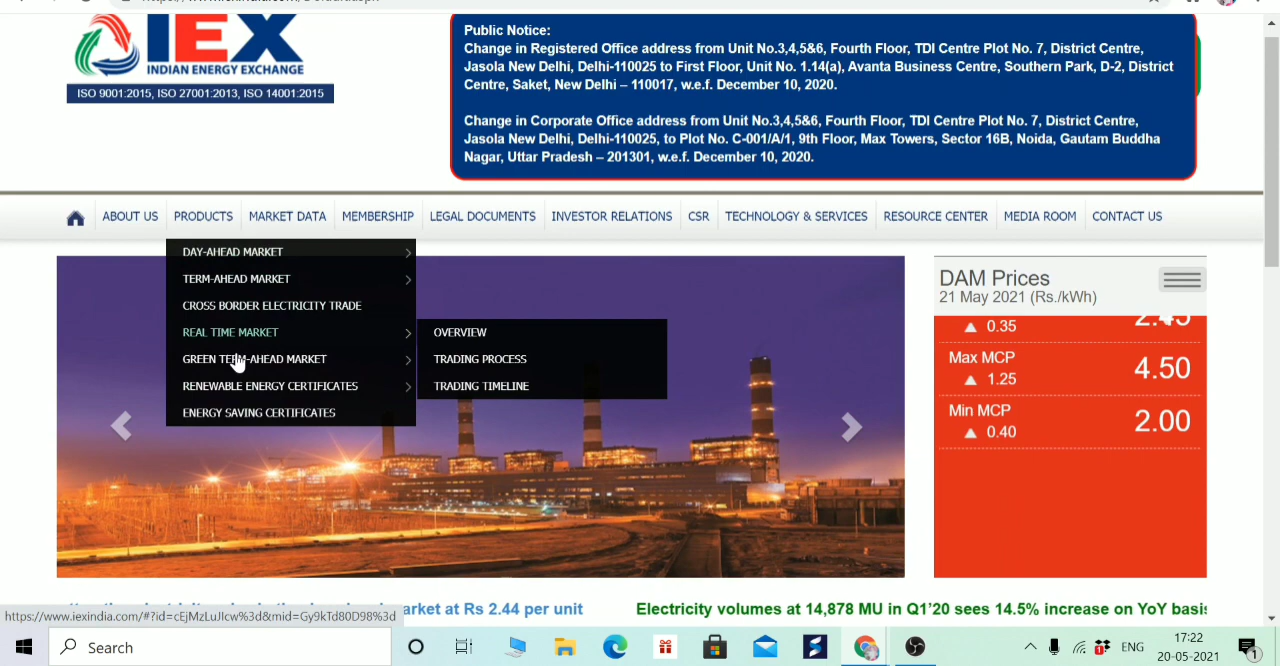 IEX
INDIAN ENERGY EXCHANGE
ISO 9001:2015, ISO 27001:2013, ISO 14001:2015
Public Notice:
Change in Registered Office address from Unit No.3,4,5&6, Fourth Floor, TDI Centre Plot No. 7, District Centre,
Jasola New Delhi, Delhi-110025 to First Floor, Unit No. 1.14(a), Avanta Business Centre, Southern Park, D-2, District
Centre, Saket, New Delhi – 110017, w.e.f. December 10, 2020.
Change in Corporate Office address from Unit No.3,4,5&6, Fourth Floor, TDI Centre Plot No. 7, District Centre,
Jasola New Delhi, Delhi-110025, to Plot No. C-001/A/1, 9th Floor, Max Towers, Sector 16B, Noida, Gautam Buddha
Nagar, Uttar Pradesh – 201301, w.e.f. December 10, 2020.
ABOUT US PRODUCTS MARKET DATA MEMBERSHIP LEGAL DOCUMENTS INVESTOR RELATIONS CSR TECHNOLOGY & SERVICES RESOURCE CENTER MEDIA ROOM CONTACT US
DAY-AHEAD MARKET
TERM-AHEAD MARKET
CROSS BORDER ELECTRICITY TRADE
REAL TIME MARKET
GREEN TERM-AHEAD MARKET
RENEWABLE ENERGY CERTIFICATES
ENERGY SAVING CERTIFICATES
OVERVIEW
TRADING PROCESS
TRADING TIMELINE
DAM Prices
21 May 2021 (Rs./kWh)
▲ 0.35 2.45
Max MCP
▲ 1.25 4.50
Min MCP
▲ 0.40 2.00
arket at Rs 2.44 per unit
Electricity volumes at 14,878 MU in Q1'20 sees 14.5% increase on YoY basis
https://www.iexindia.com/#?id=cEjMzLuJIcw%3d&mid=Gy9kTd80D98%3d
Search
ENG
17:22
20-05-2021
1